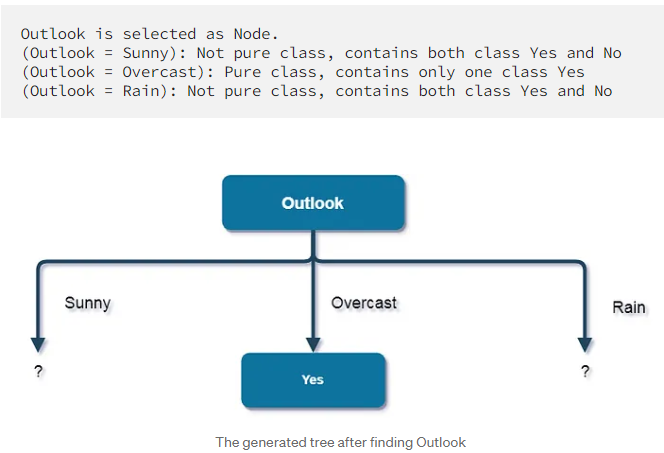 Outlook is selected as Node.
(Outlook = Sunny): Not pure class, contains both class Yes and No
(Outlook = Overcast): Pure class, contains only one class Yes
(Outlook = Rain): Not pure class, contains both class Yes and No
Outlook
Sunny
Overcast
Rain
?
Yes
?
The generated tree after finding Outlook